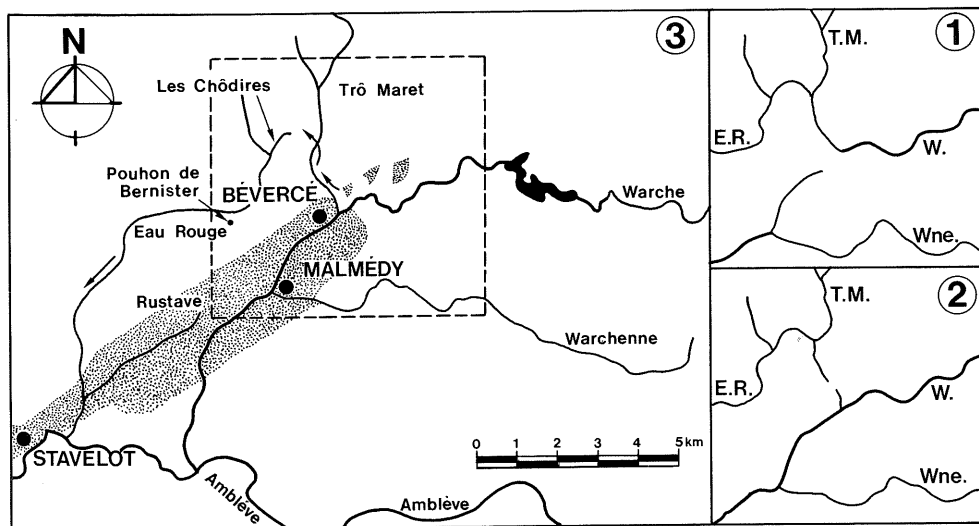 N
3
Les Chôdires
Trô Maret
Pouhon de
Bernister
BÉVERCÉ
Eau Rouge
Warche
MALMÉDY
Rustave
Warchenne
STAVELOT
Amblève
Amblève
0 1 2 3 4 5 km
1
T.M.
E.R.
W.
Wne.
2
T.M.
E.R.
W.
Wne.